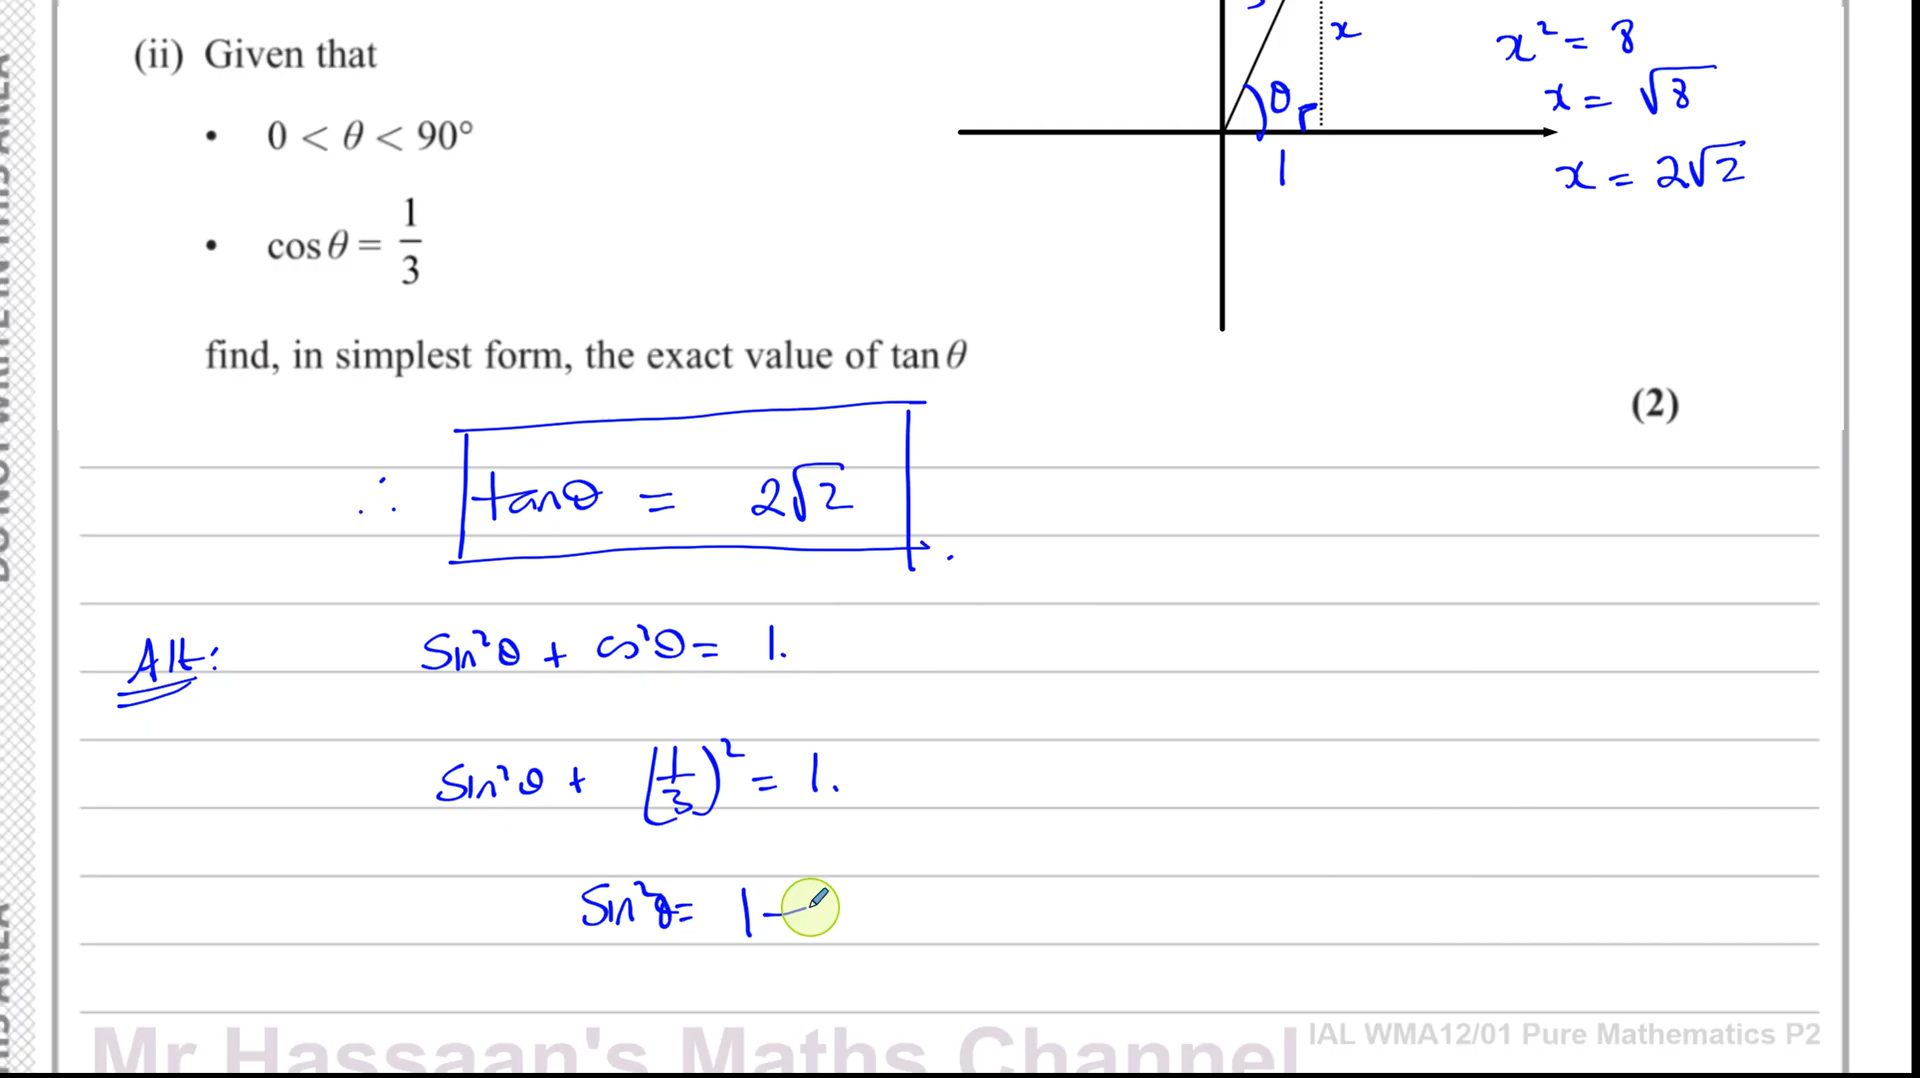 (ii) Given that
• 0 < θ < 90°
• cos θ = 1/3
find, in simplest form, the exact value of tan θ
(2)
x
θ
1
x² = 8
x = √8
x = 2√2
∴ tanθ = 2√2.
Alt: Sin²θ + cos²θ = 1.
Sin²θ + (1/3)² = 1.
Sin²θ = 1 –
Mr Hassaan's Maths Channel
IAL WMA12/01 Pure Mathematics P2